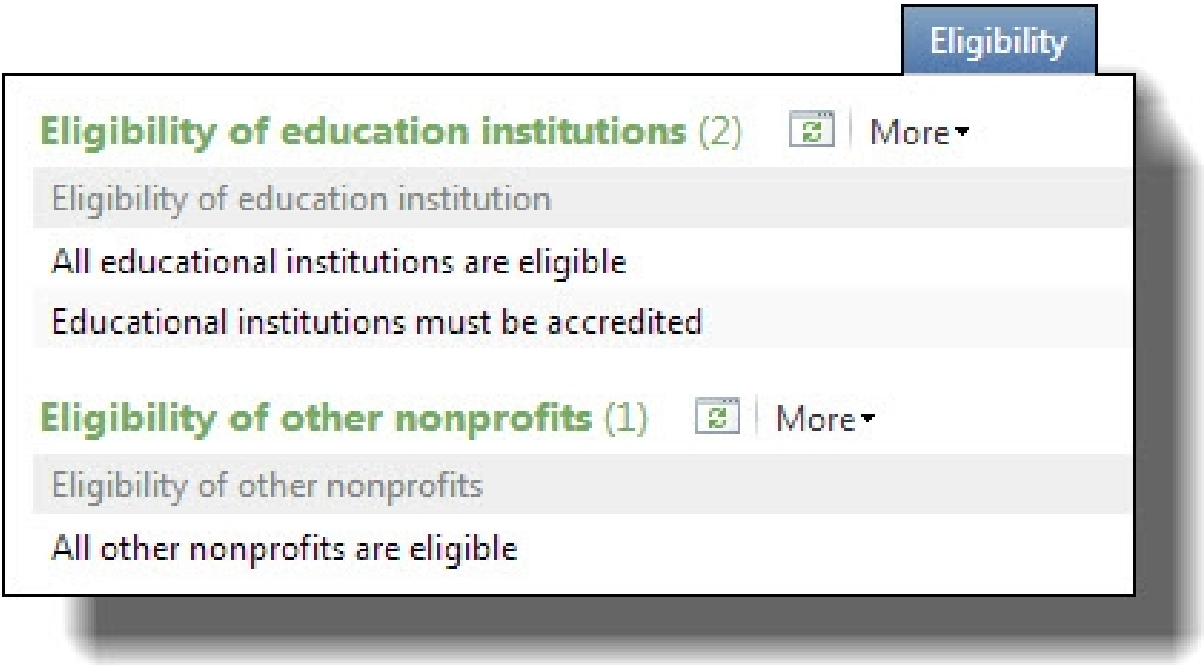 Eligibility
Eligibility of education institutions (2) More
Eligibility of education institution
All educational institutions are eligible
Educational institutions must be accredited
Eligibility of other nonprofits (1) More
Eligibility of other nonprofits
All other nonprofits are eligible